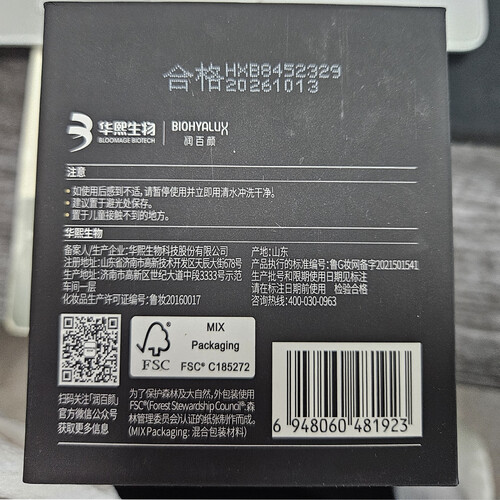 合格 HXB8452329
20261013
华熙生物 BIOHYALUX
BLOOMAGE BIOTECH 润百颜
注意
如使用后感到不适,请暂停使用并立即用清水冲洗干净。
建议置于避光处保存。
置于儿童接触不到的地方。
华熙生物
备案人/生产企业:华熙生物科技股份有限公司 产地:山东
注册地址:山东省济南市高新技术开发区天辰大街678号 产品执行的标准编号:鲁G妆网备字2021501541
生产地址:济南市高新区世纪大道中段3333号示范 生产批号和限期使用日期见标注
车间一层 请在标注日期前使用 检验合格
化妆品生产许可证编号:鲁妆20160017 咨询热线:400-030-0963
FSC
MIX
Packaging
FSC® C185272
扫码关注「润百颜」
官方微信公众号
获取更多信息
为了保护森林及大自然,外包装使用
FSC®(Forest Stewardship Council®:森
林管理委员会)认证的纸张制作而成。
(MIX Packaging: 混合包装材料)
6 948060 481923